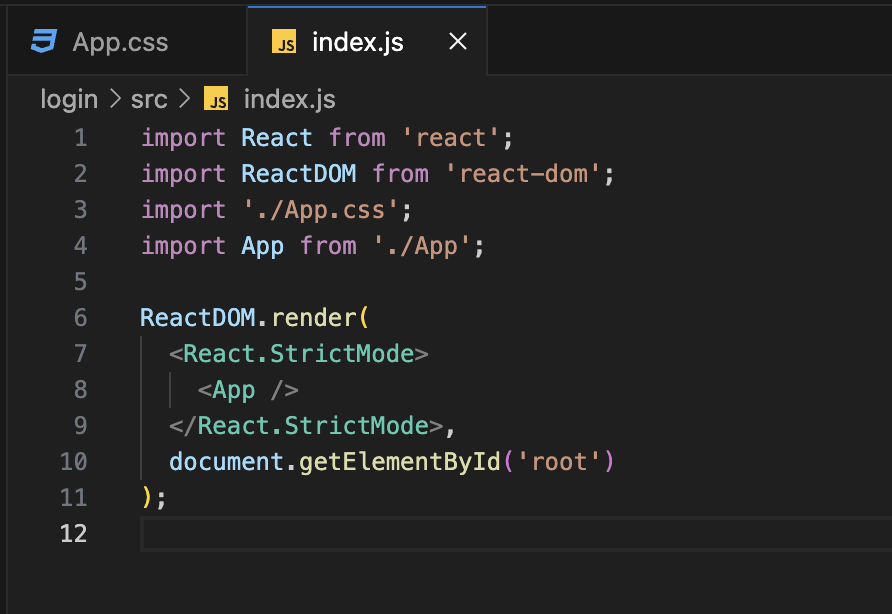 App.css JS index.js
login > src > JS index.js
1 import React from 'react';
2 import ReactDOM from 'react-dom';
3 import './App.css';
4 import App from './App';
5
6 ReactDOM.render(
7   <React.StrictMode>
8     <App />
9   </React.StrictMode>,
10   document.getElementById('root')
11 );
12